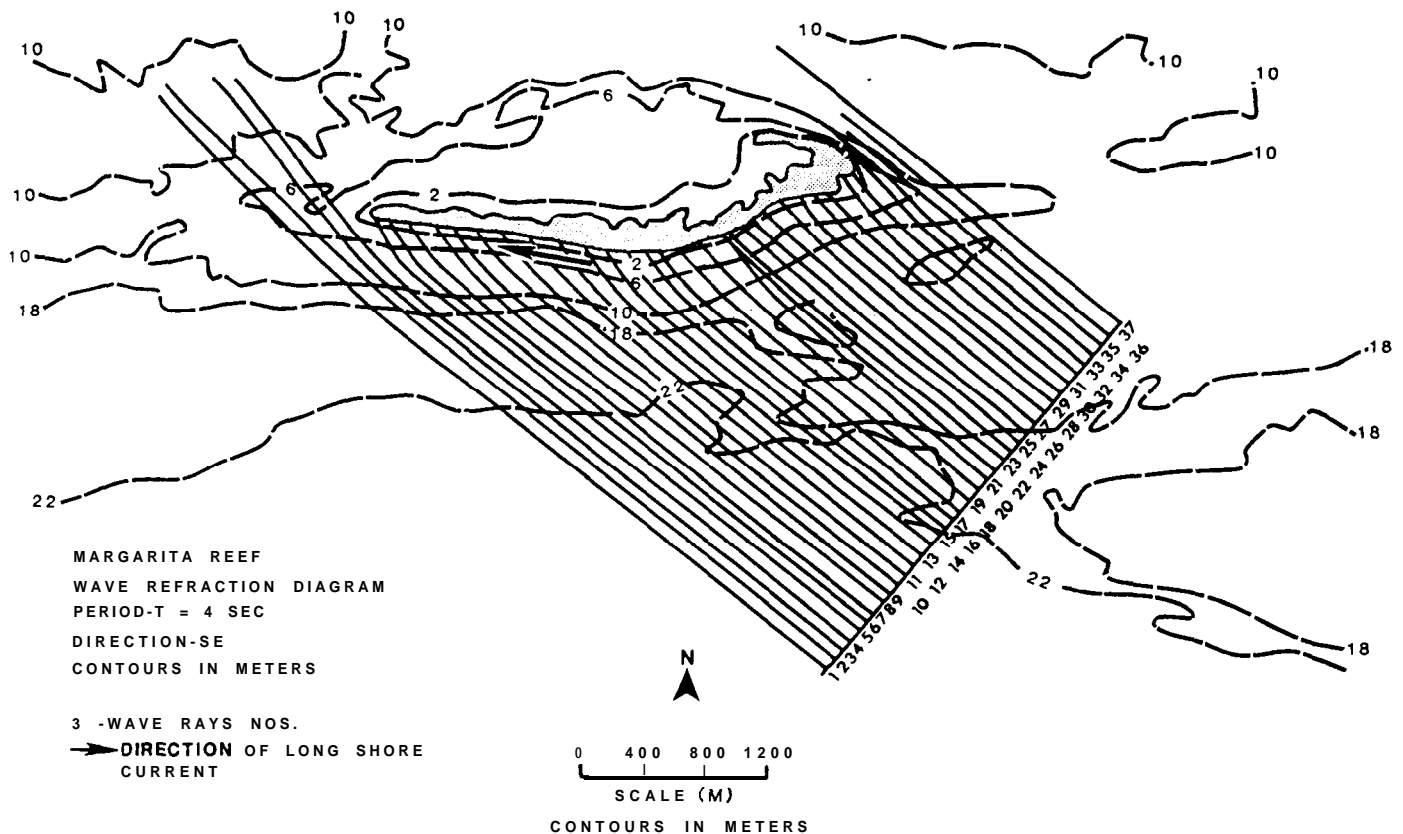 10
10
10
10
10
10
10
6
10
6
2
10
10
2
6
10
18
18
22
18
18
22
22
18
1 2 3 4 5 6 7 8 9 11 13 15 17 19 21 23 25 27 29 31 33 35 37
10 12 14 16 18 20 22 24 26 28 30 32 34 36
MARGARITA REEF
WAVE REFRACTION DIAGRAM
PERIOD-T = 4 SEC
DIRECTION-SE
CONTOURS IN METERS
3 -WAVE RAYS NOS.
DIRECTION OF LONG SHORE
CURRENT
N
0 400 800 1200
SCALE (M)
CONTOURS IN METERS